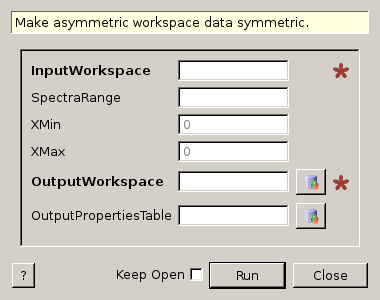 Make asymmetric workspace data symmetric.
InputWorkspace *
SpectraRange
XMin 0
XMax 0
OutputWorkspace *
OutputPropertiesTable
? Keep Open Run Close